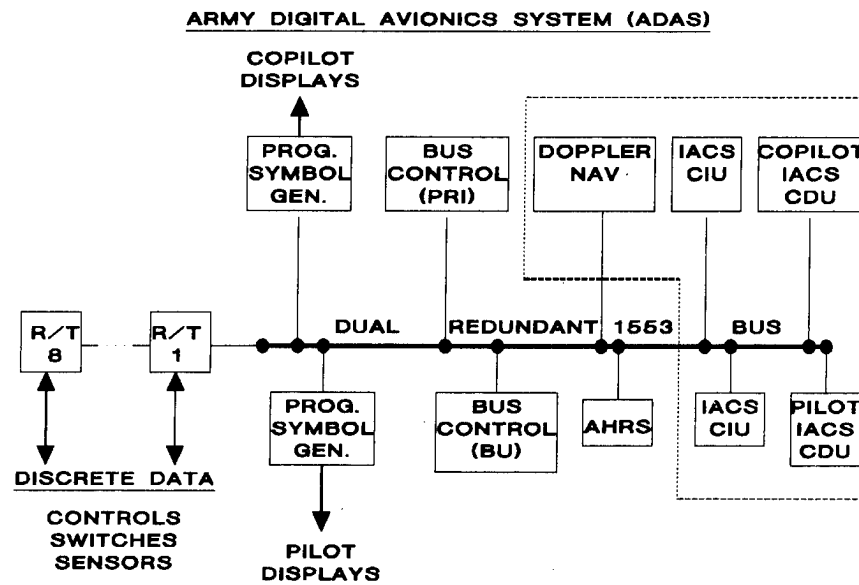 ARMY DIGITAL AVIONICS SYSTEM (ADAS)
COPILOT
DISPLAYS
PROG.
SYMBOL
GEN.
BUS
CONTROL
(PRI)
DOPPLER
NAV
IACS
CIU
COPILOT
IACS
CDU
R/T
8
R/T
1
DUAL REDUNDANT 1553 BUS
PROG.
SYMBOL
GEN.
BUS
CONTROL
(BU)
AHRS
IACS
CIU
PILOT
IACS
CDU
DISCRETE DATA
CONTROLS
SWITCHES
SENSORS
PILOT
DISPLAYS